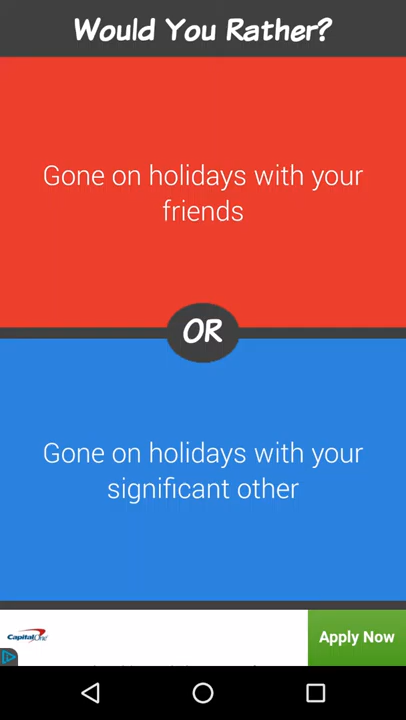 Would You Rather?
Gone on holidays with your
friends
OR
Gone on holidays with your
significant other
Capital One
Apply Now